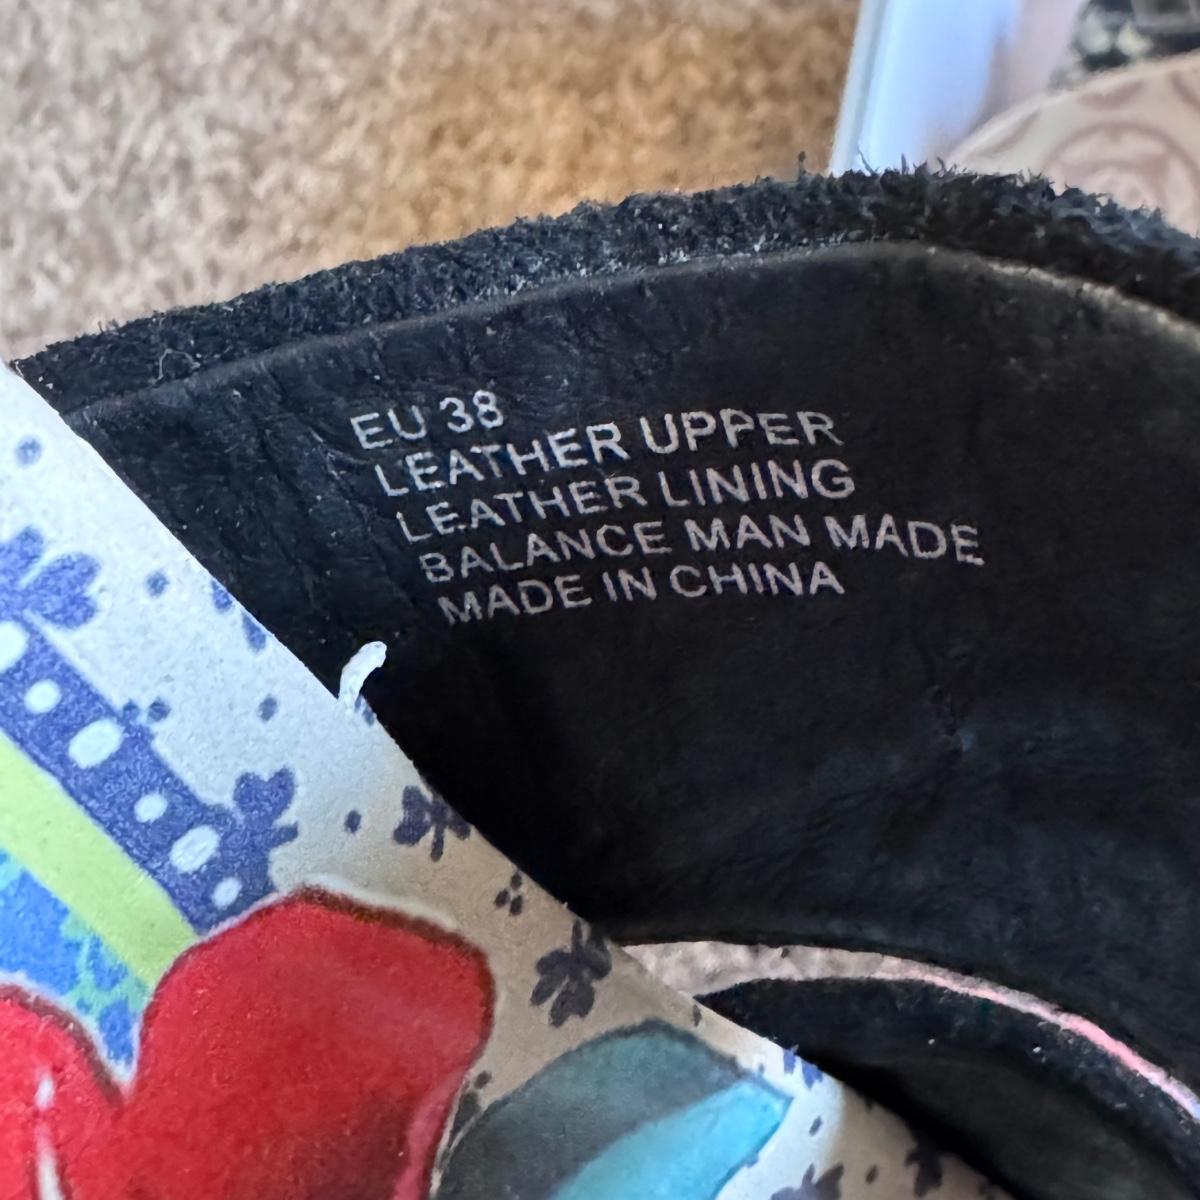 EU 38
LEATHER UPPER
LEATHER LINING
BALANCE MAN MADE
MADE IN CHINA